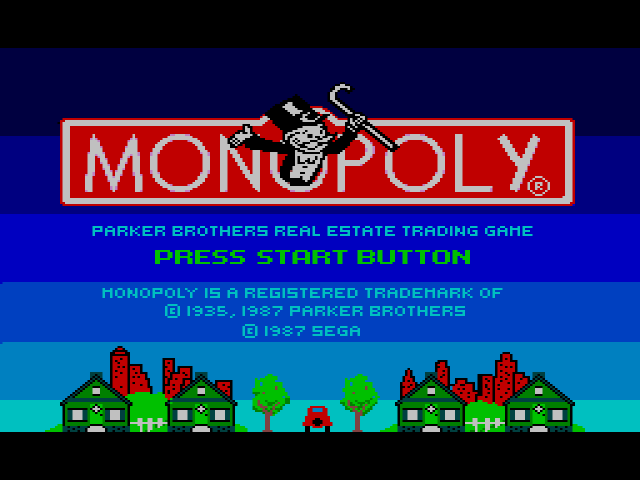 MONOPOLY®
PARKER BROTHERS REAL ESTATE TRADING GAME
PRESS START BUTTON
MONOPOLY IS A REGISTERED TRADEMARK OF
© 1935, 1987 PARKER BROTHERS
© 1987 SEGA